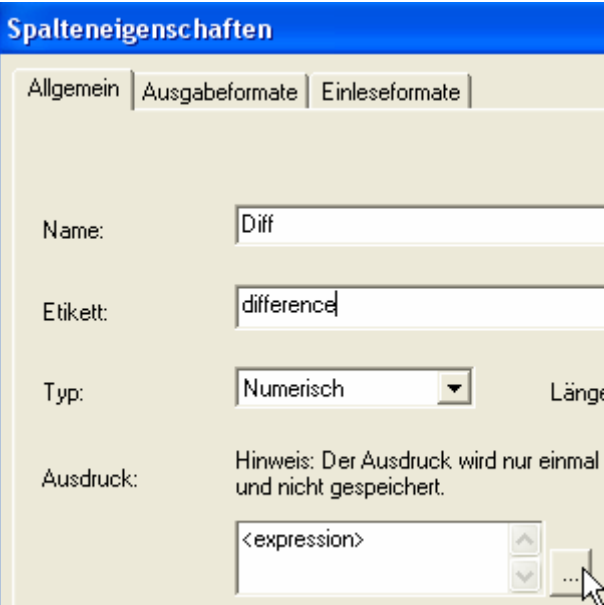 Spalteneigenschaften
Allgemein Ausgabeformate Einleseformate
Name: Diff
Etikett: difference
Typ: Numerisch Länge
Ausdruck: Hinweis: Der Ausdruck wird nur einmal
und nicht gespeichert.
<expression>
...